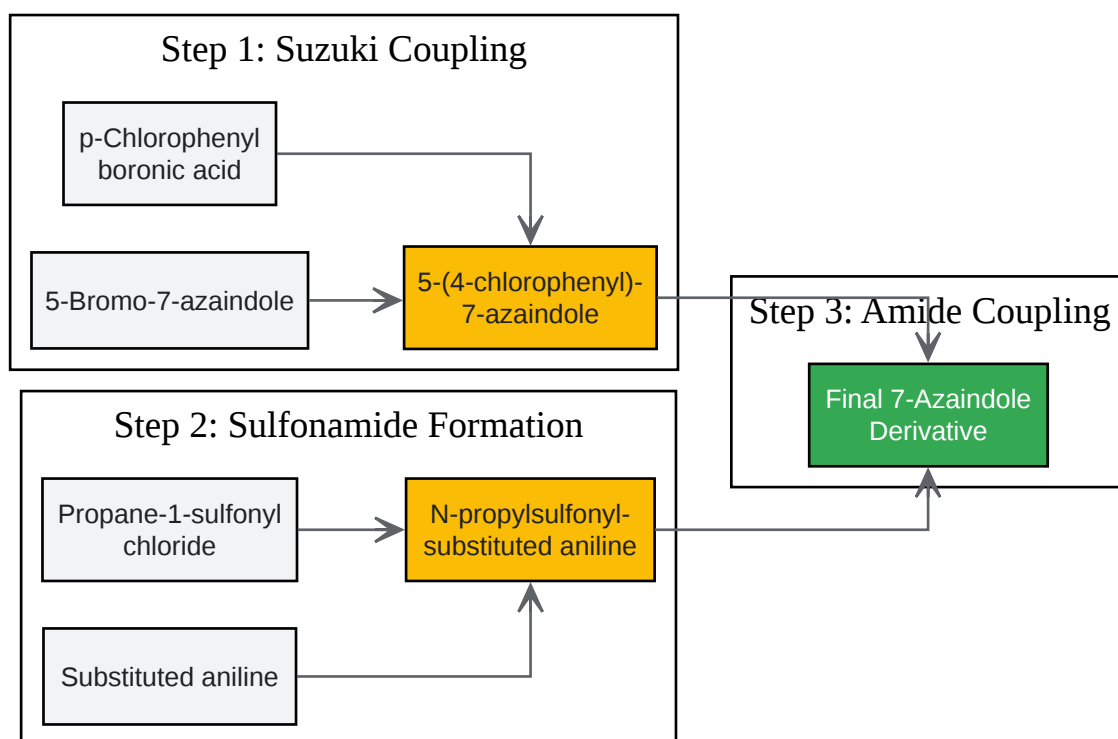 Step 1: Suzuki Coupling
p-Chlorophenyl
boronic acid
5-Bromo-7-azaindole
5-(4-chlorophenyl)-
7-azaindole
Step 2: Sulfonamide Formation
Propane-1-sulfonyl
chloride
N-propylsulfonyl-
substituted aniline
Substituted aniline
Step 3: Amide Coupling
Final 7-Azaindole
Derivative